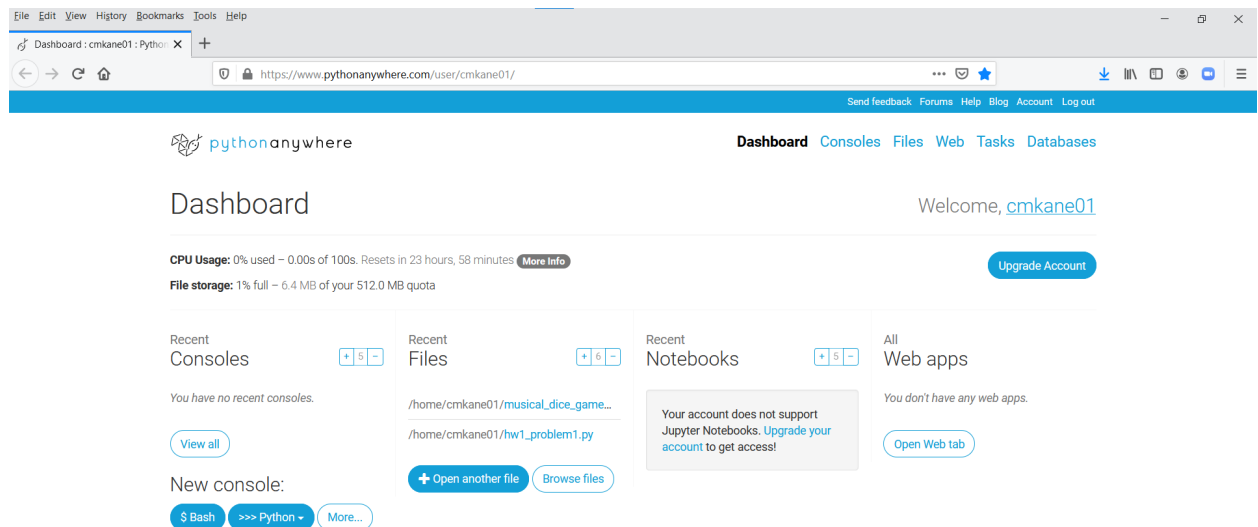 File Edit View History Bookmarks Tools Help
Dashboard : cmkane01 : Python
https://www.pythonanywhere.com/user/cmkane01/
Send feedback Forums Help Blog Account Log out
pythonanywhere
Dashboard Consoles Files Web Tasks Databases
Dashboard
Welcome, cmkane01
CPU Usage: 0% used – 0.00s of 100s. Resets in 23 hours, 58 minutes More Info
Upgrade Account
File storage: 1% full – 6.4 MB of your 512.0 MB quota
Recent
Consoles
+ 5 −
You have no recent consoles.
View all
New console:
$ Bash >>> Python More...
Recent
Files
+ 6 −
/home/cmkane01/musical_dice_game...
/home/cmkane01/hw1_problem1.py
+ Open another file Browse files
Recent
Notebooks
+ 5 −
Your account does not support
Jupyter Notebooks. Upgrade your
account to get access!
All
Web apps
You don't have any web apps.
Open Web tab